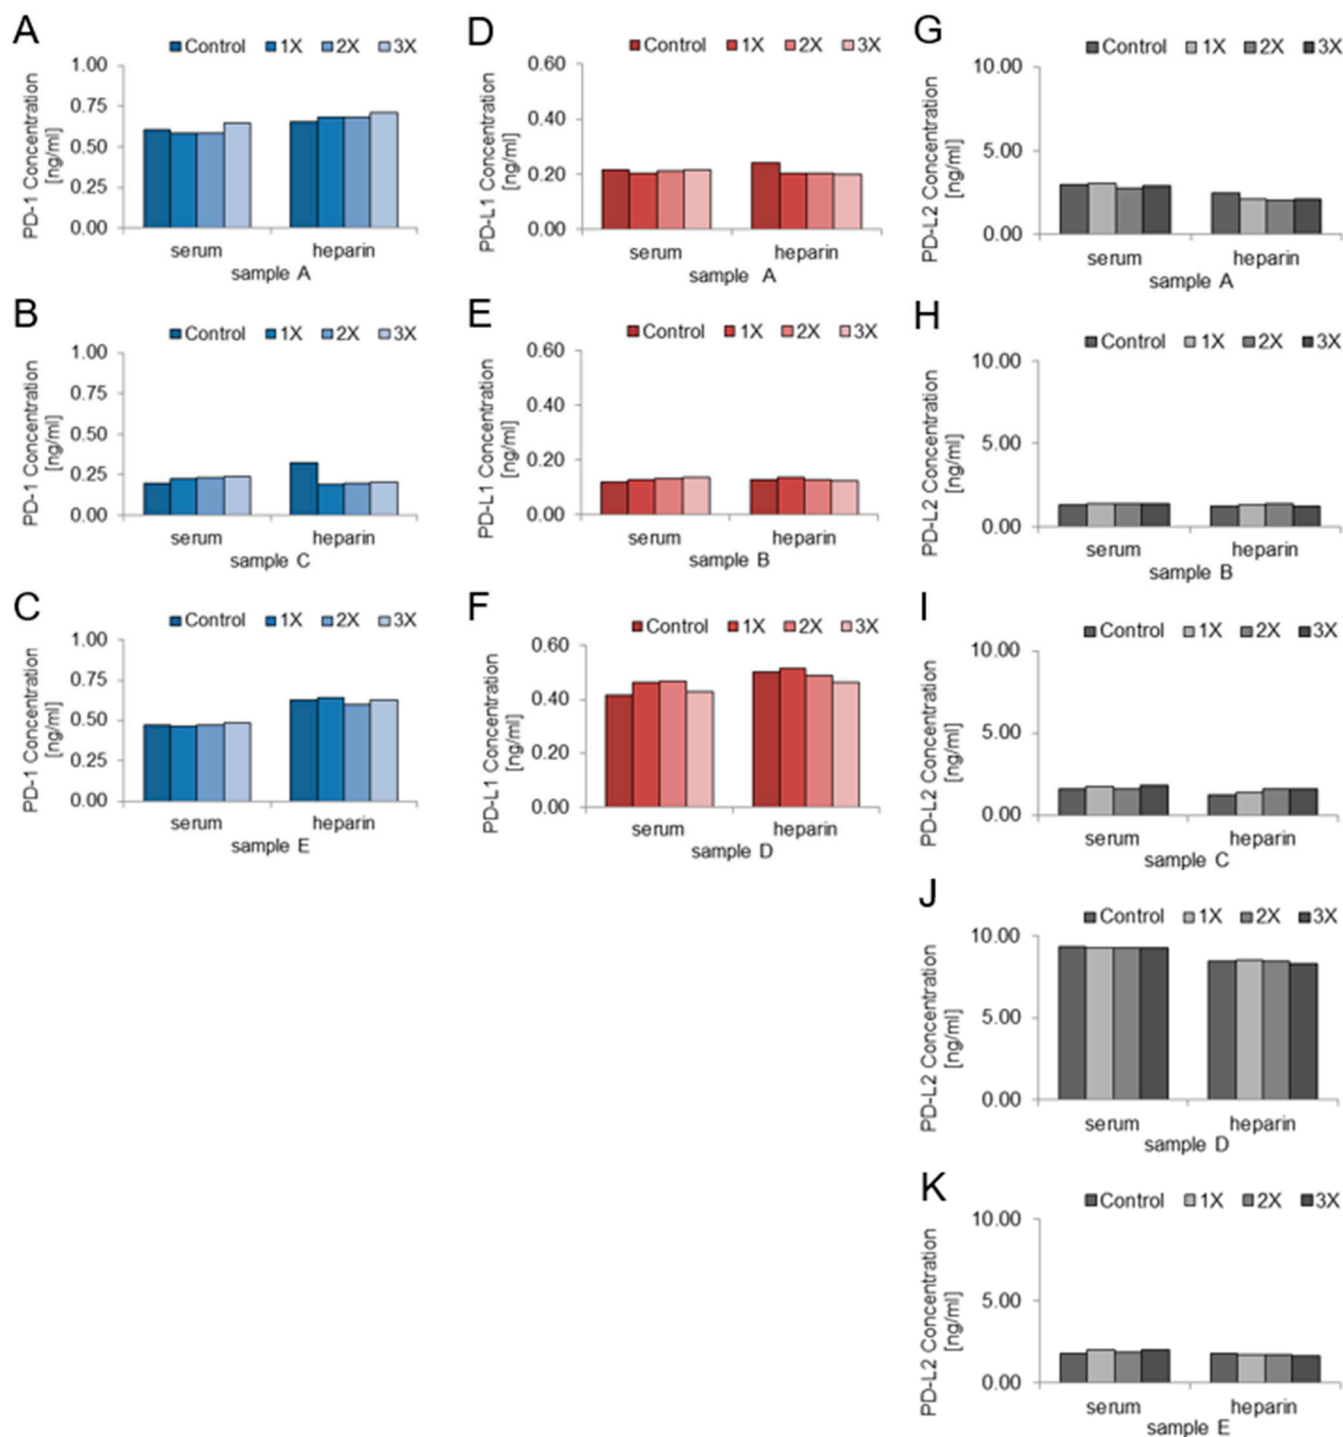 A
Control 1X 2X 3X
PD-1 Concentration
[ng/ml]
1.00
0.75
0.50
0.25
0.00
serum heparin
sample A
B
Control 1X 2X 3X
PD-1 Concentration
[ng/ml]
1.00
0.75
0.50
0.25
0.00
serum heparin
sample C
C
Control 1X 2X 3X
PD-1 Concentration
[ng/ml]
1.00
0.75
0.50
0.25
0.00
serum heparin
sample E
D
Control 1X 2X 3X
PD-L1 Concentration
[ng/ml]
0.60
0.40
0.20
0.00
serum heparin
sample A
E
Control 1X 2X 3X
PD-L1 Concentration
[ng/ml]
0.60
0.40
0.20
0.00
serum heparin
sample B
F
Control 1X 2X 3X
PD-L1 Concentration
[ng/ml]
0.60
0.40
0.20
0.00
serum heparin
sample D
G
Control 1X 2X 3X
PD-L2 Concentration
[ng/ml]
10.00
5.00
0.00
serum heparin
sample A
H
Control 1X 2X 3X
PD-L2 Concentration
[ng/ml]
10.00
5.00
0.00
serum heparin
sample B
I
Control 1X 2X 3X
PD-L2 Concentration
[ng/ml]
10.00
5.00
0.00
serum heparin
sample C
J
Control 1X 2X 3X
PD-L2 Concentration
[ng/ml]
10.00
5.00
0.00
serum heparin
sample D
K
Control 1X 2X 3X
PD-L2 Concentration
[ng/ml]
10.00
5.00
0.00
serum heparin
sample E